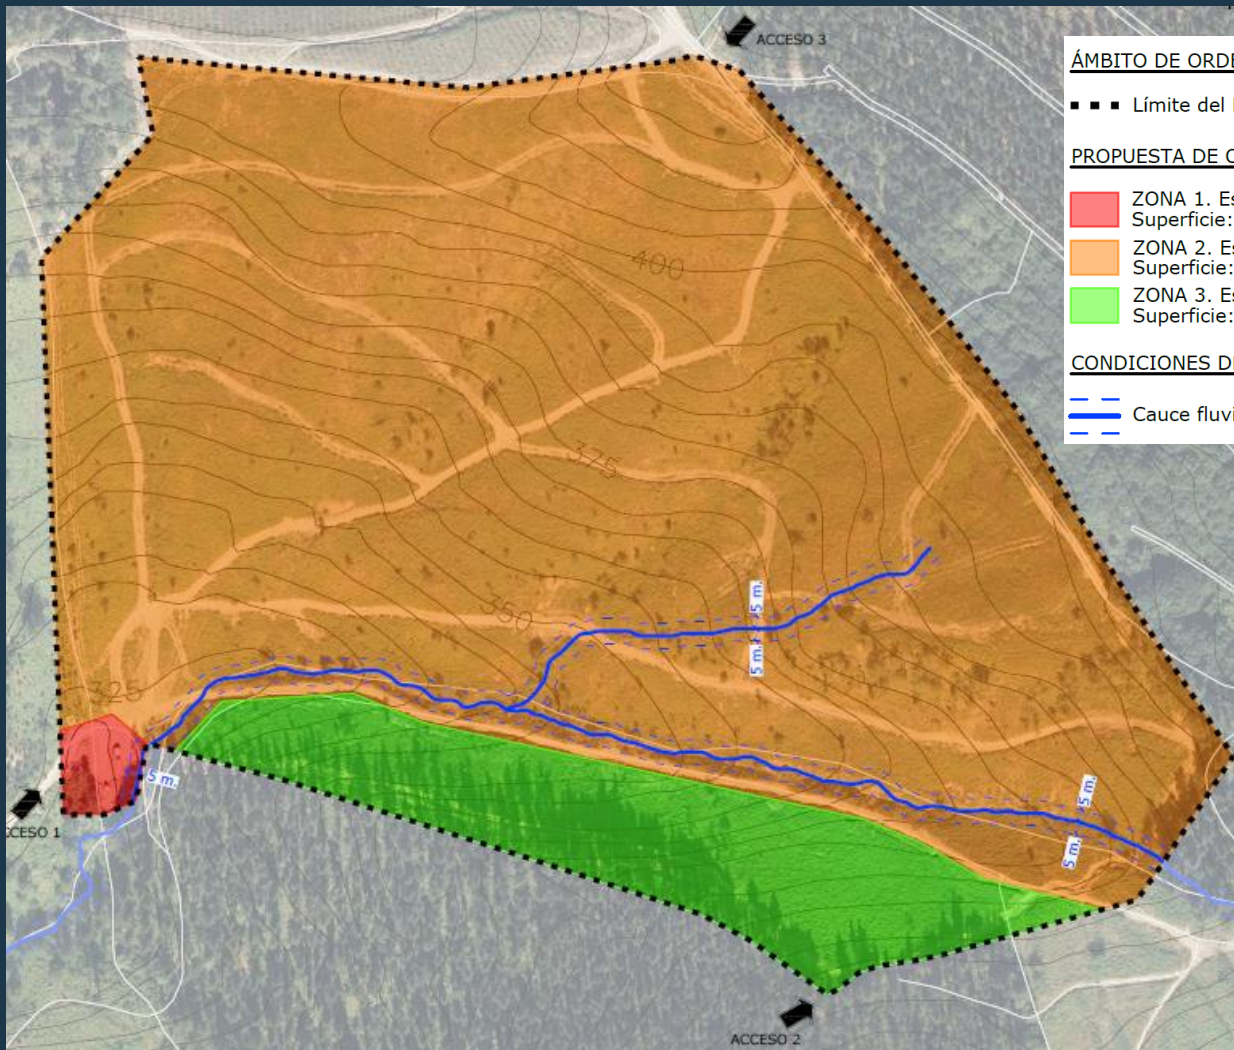 ACCESO 3
ÁMBITO DE ORDE
Límite del
PROPUESTA DE
ZONA 1. Es
Superficie:
ZONA 2. Es
Superficie:
ZONA 3. Es
Superficie:
CONDICIONES D
Cauce fluvi
400
375
350
5 m.
5 m.
325
5 m.
5 m.
5 m.
CCESO 1
ACCESO 2